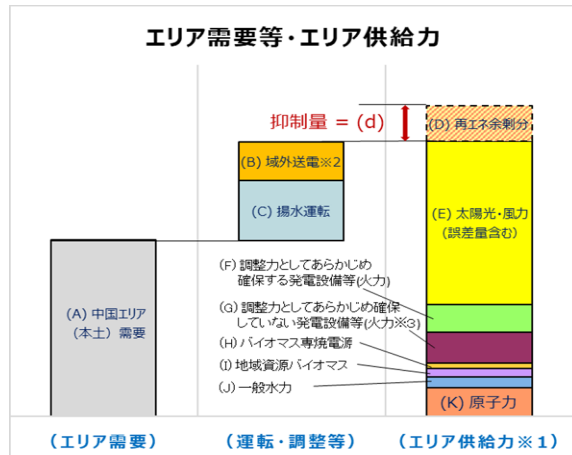 エリア需要等・エリア供給力
抑制量 = (d)
(D) 再エネ余剰分
(B) 域外送電※2
(C) 揚水運転
(E) 太陽光・風力
(誤差量含む)
(A) 中国エリア
(本土) 需要
(F) 調整力としてあらかじめ
確保する発電設備等(火力)
(G) 調整力としてあらかじめ確保
していない発電設備等(火力※3)
(H) バイオマス専焼電源
(I) 地域資源バイオマス
(J) 一般水力
(K) 原子力
(エリア需要)
(運転・調整等)
(エリア供給力※1)